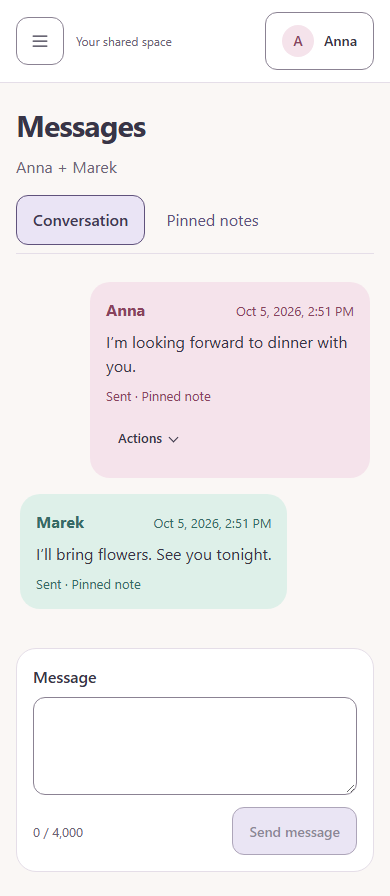 Your shared space
A Anna
Messages
Anna + Marek
Conversation Pinned notes
Anna Oct 5, 2026, 2:51 PM
I'm looking forward to dinner with
you.
Sent · Pinned note
Actions
Marek Oct 5, 2026, 2:51 PM
I'll bring flowers. See you tonight.
Sent · Pinned note
Message
0 / 4,000 Send message